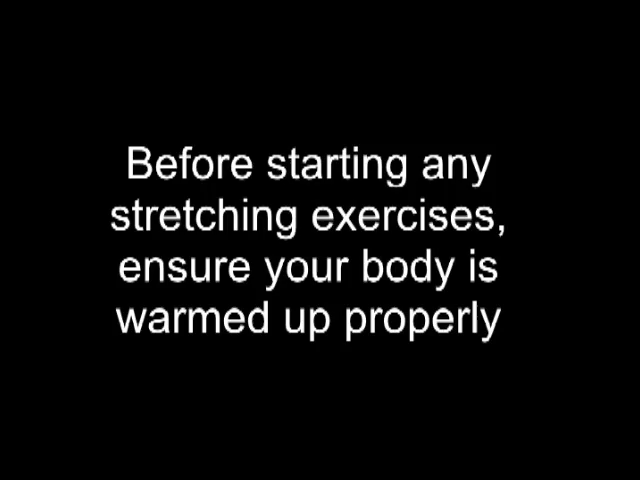 Before starting any
stretching exercises,
ensure your body is
warmed up properly